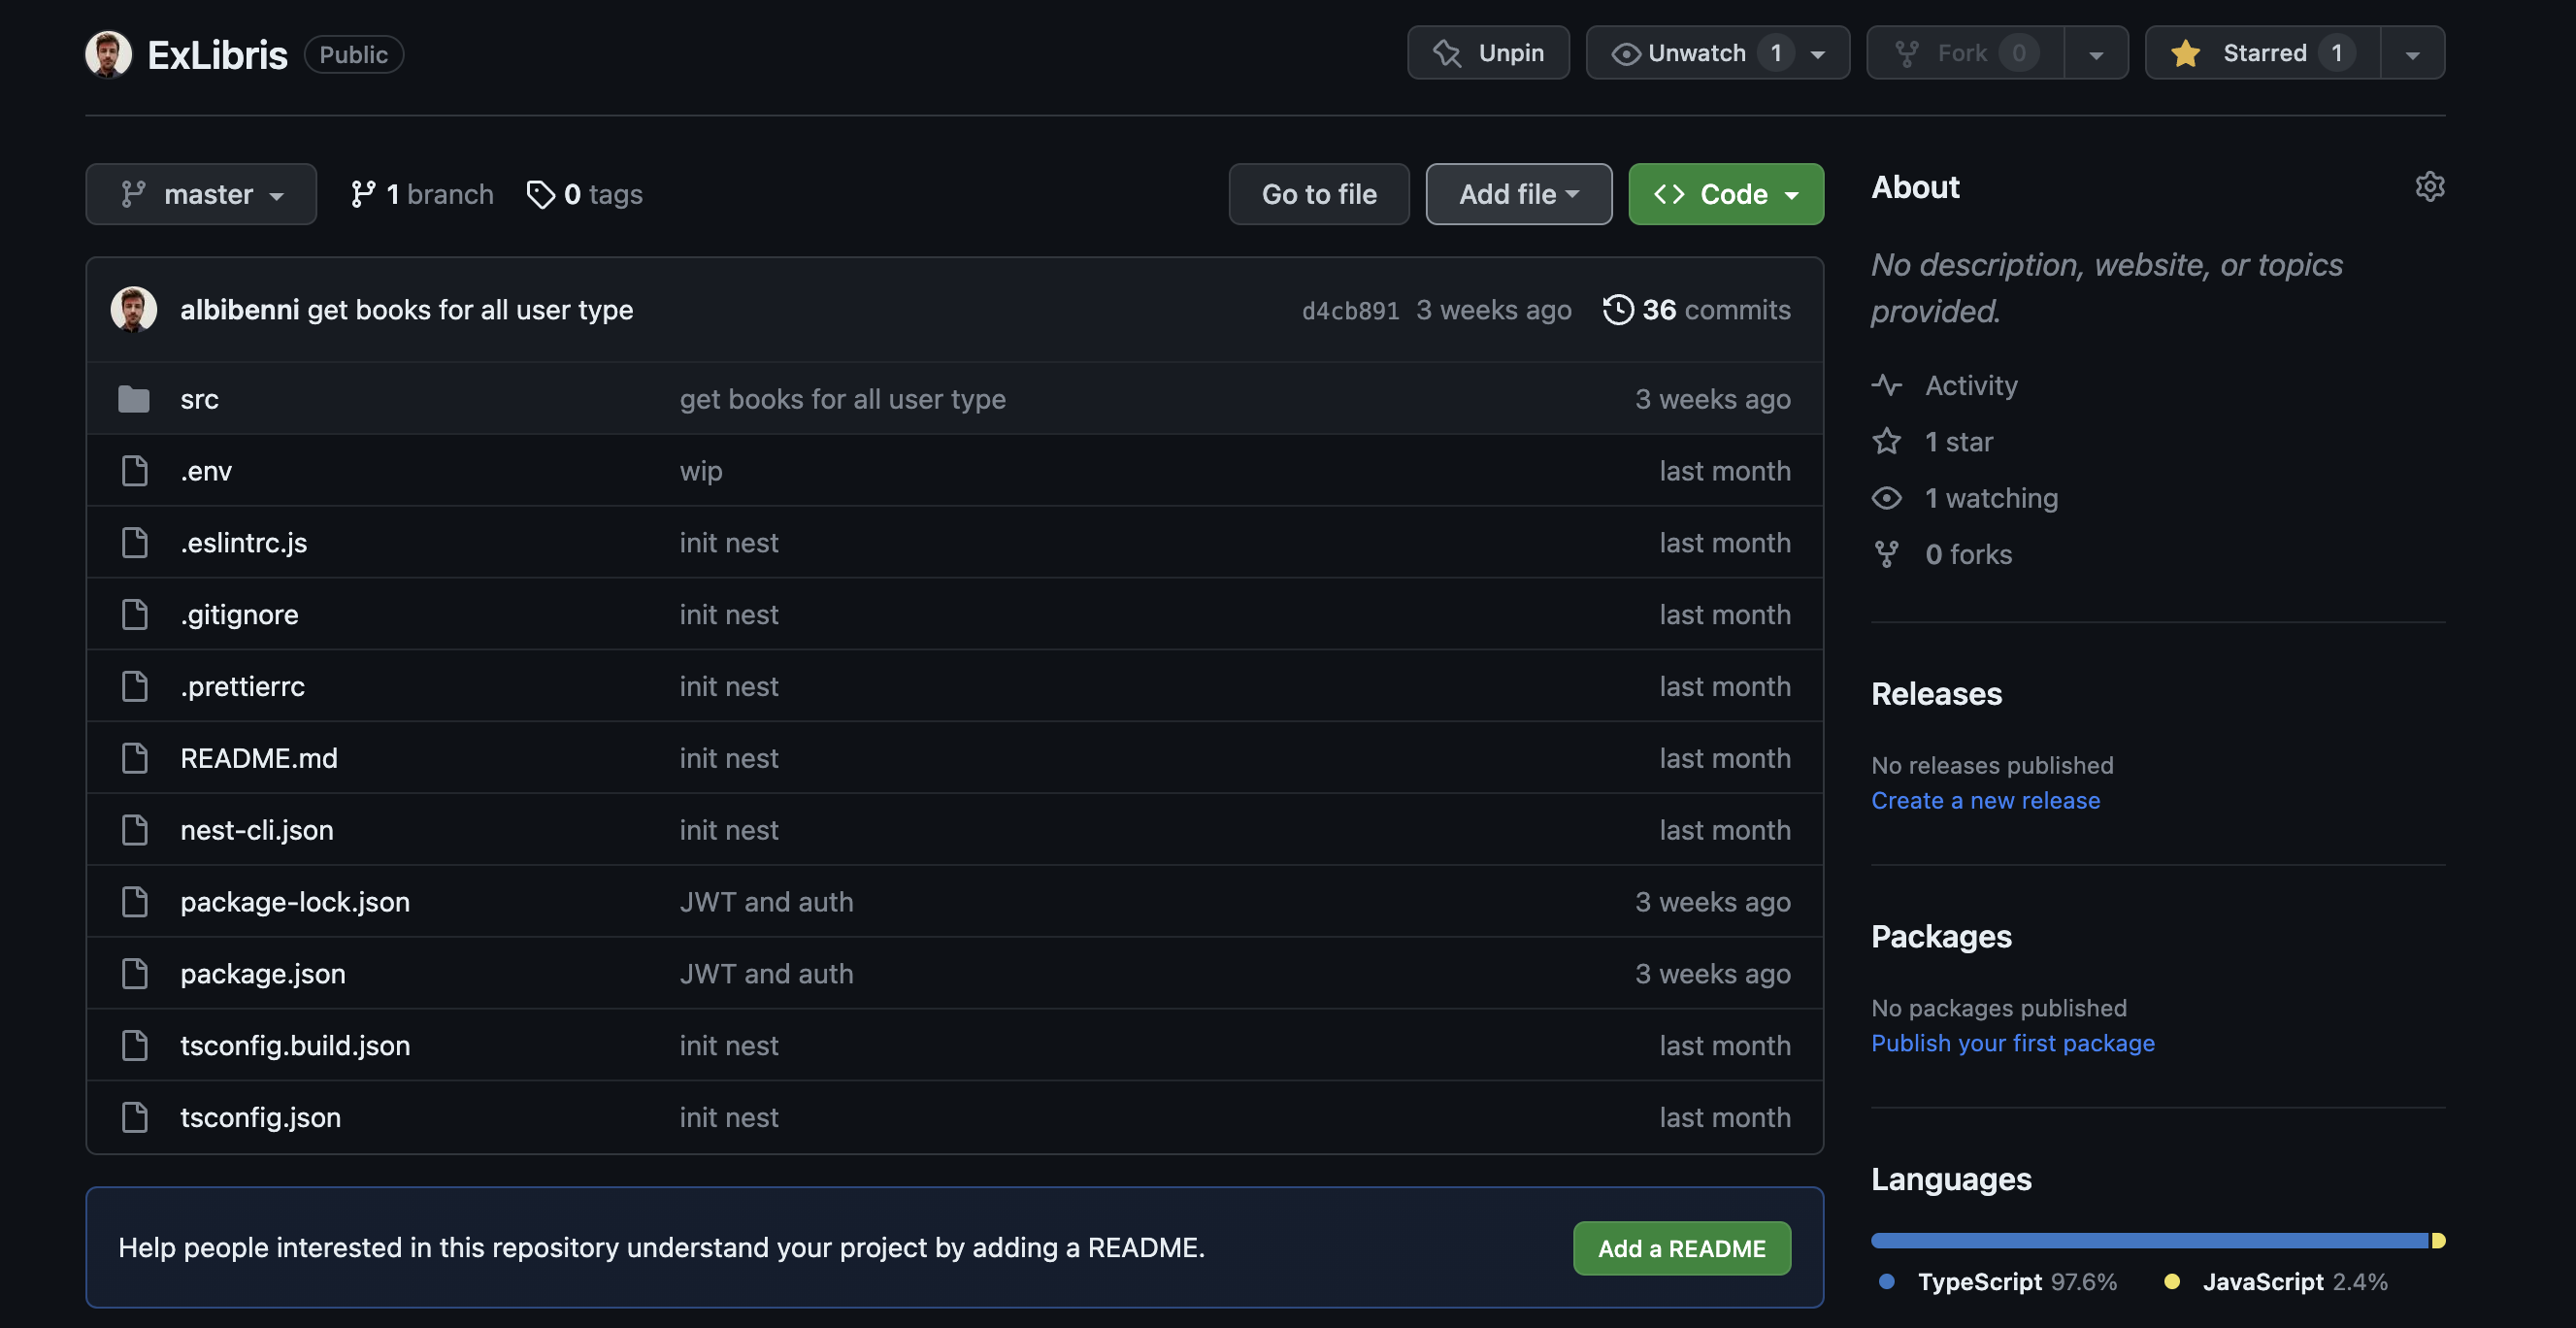 ExLibris Public Unpin Unwatch 1 Fork 0 Starred 1
master 1 branch 0 tags Go to file Add file Code
albibenni get books for all user type d4cb891 3 weeks ago 36 commits
src get books for all user type 3 weeks ago
.env wip last month
.eslintrc.js init nest last month
.gitignore init nest last month
.prettierrc init nest last month
README.md init nest last month
nest-cli.json init nest last month
package-lock.json JWT and auth 3 weeks ago
package.json JWT and auth 3 weeks ago
tsconfig.build.json init nest last month
tsconfig.json init nest last month
Help people interested in this repository understand your project by adding a README. Add a README
About
No description, website, or topics
provided.
Activity
1 star
1 watching
0 forks
Releases
No releases published
Create a new release
Packages
No packages published
Publish your first package
Languages
TypeScript 97.6% JavaScript 2.4%